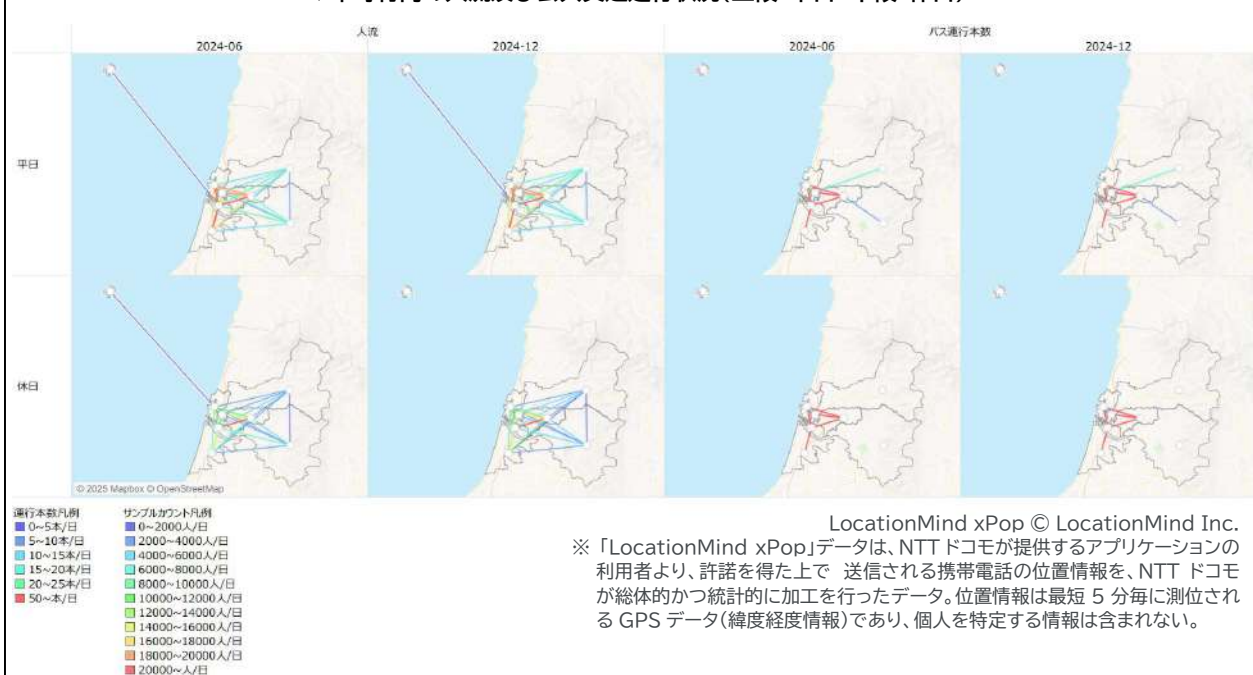 人流
バス運行本数
2024-06
2024-12
2024-06
2024-12
平日
休日
© 2025 Mapbox © OpenStreetMap
運行本数凡例
0~5本/日
5~10本/日
10~15本/日
15~20本/日
20~25本/日
50~本/日
サンプルカウント凡例
0~2000人/日
2000~4000人/日
4000~6000人/日
6000~8000人/日
8000~10000人/日
10000~12000人/日
12000~14000人/日
14000~16000人/日
16000~18000人/日
18000~20000人/日
20000~人/日
LocationMind xPop © LocationMind Inc.
※ 「LocationMind xPop」データは、NTTドコモが提供するアプリケーションの
利用者より、許諾を得た上で 送信される携帯電話の位置情報を、NTT ドコモ
が総体的かつ統計的に加工を行ったデータ。位置情報は最短 5 分毎に測位され
る GPS データ(緯度経度情報)であり、個人を特定する情報は含まれない。